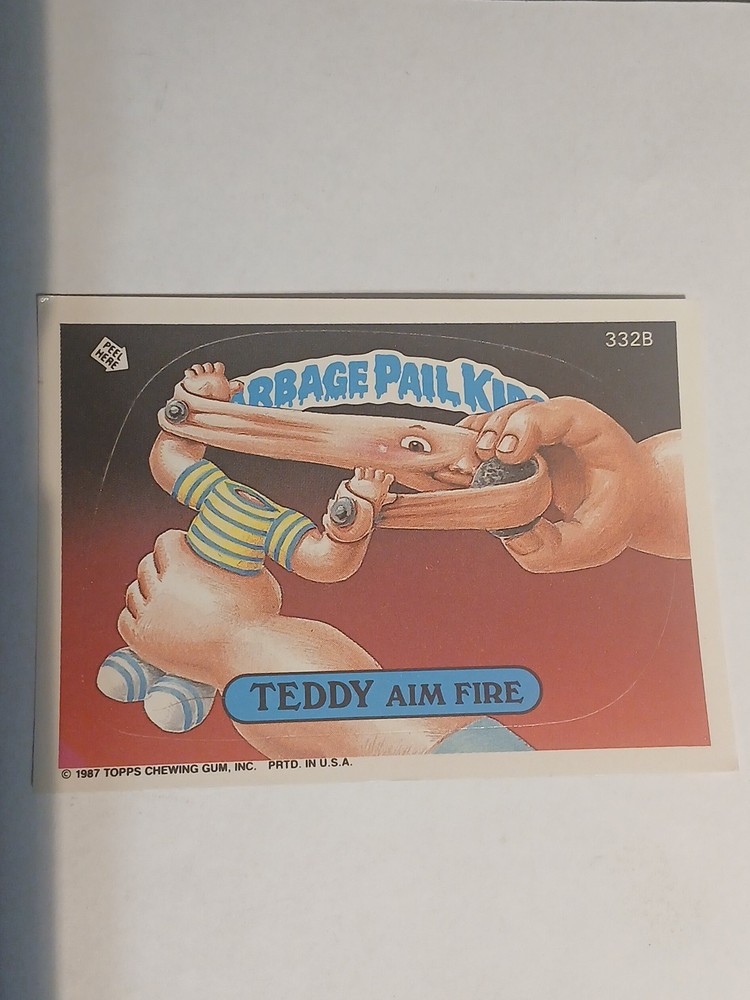 PEEL
HERE
332B
ARBAGE PAIL KI
TEDDY AIM FIRE
© 1987 TOPPS CHEWING GUM, INC. PRTD. IN U.S.A.